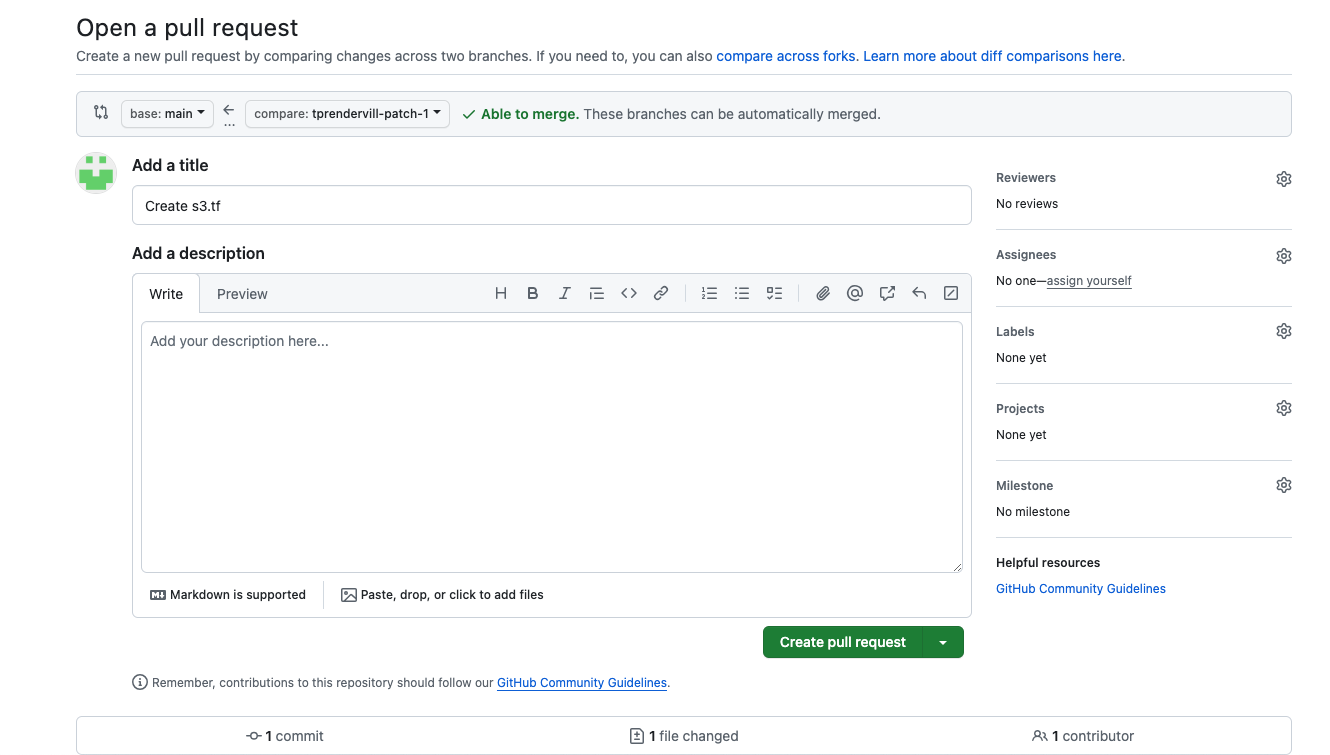 Open a pull request
Create a new pull request by comparing changes across two branches. If you need to, you can also compare across forks. Learn more about diff comparisons here.
base: main
...
compare: tprendervill-patch-1
Able to merge. These branches can be automatically merged.
Add a title
Create s3.tf
Add a description
Write
Preview
Add your description here...
Markdown is supported
Paste, drop, or click to add files
Create pull request
Remember, contributions to this repository should follow our GitHub Community Guidelines.
Reviewers
No reviews
Assignees
No one—assign yourself
Labels
None yet
Projects
None yet
Milestone
No milestone
Helpful resources
GitHub Community Guidelines
1 commit
1 file changed
1 contributor